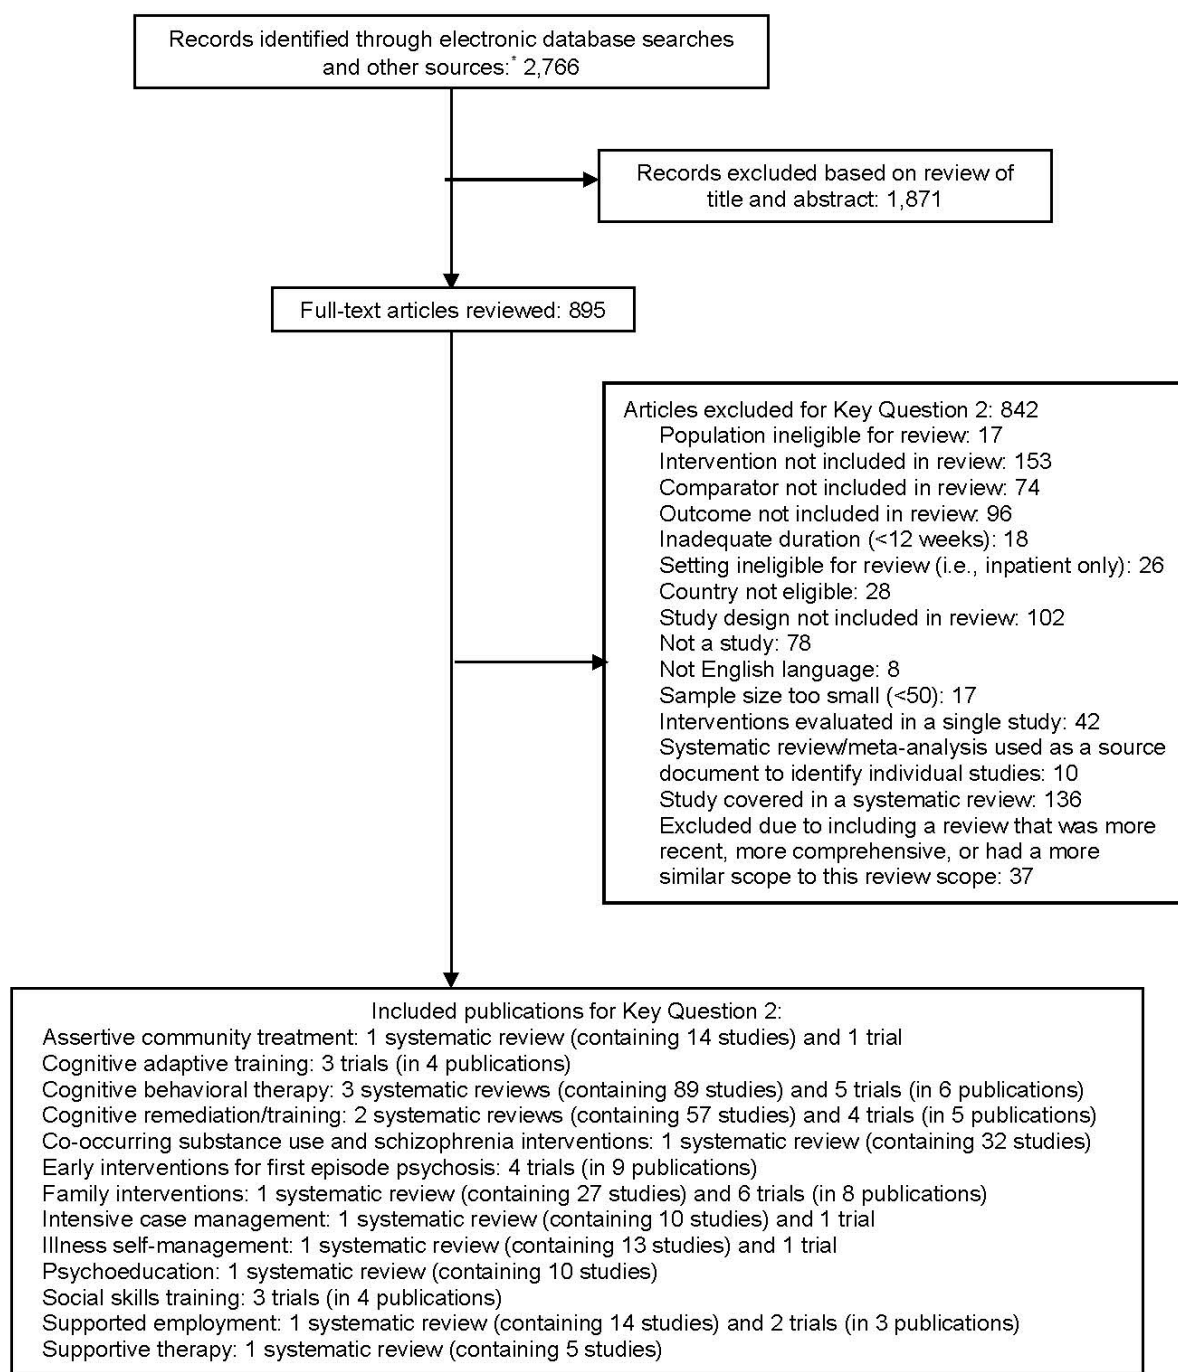 Records identified through electronic database searches
and other sources:* 2,766
Records excluded based on review of
title and abstract: 1,871
Full-text articles reviewed: 895
Articles excluded for Key Question 2: 842
Population ineligible for review: 17
Intervention not included in review: 153
Comparator not included in review: 74
Outcome not included in review: 96
Inadequate duration (<12 weeks): 18
Setting ineligible for review (i.e., inpatient only): 26
Country not eligible: 28
Study design not included in review: 102
Not a study: 78
Not English language: 8
Sample size too small (<50): 17
Interventions evaluated in a single study: 42
Systematic review/meta-analysis used as a source
document to identify individual studies: 10
Study covered in a systematic review: 136
Excluded due to including a review that was more
recent, more comprehensive, or had a more
similar scope to this review scope: 37
Included publications for Key Question 2:
Assertive community treatment: 1 systematic review (containing 14 studies) and 1 trial
Cognitive adaptive training: 3 trials (in 4 publications)
Cognitive behavioral therapy: 3 systematic reviews (containing 89 studies) and 5 trials (in 6 publications)
Cognitive remediation/training: 2 systematic reviews (containing 57 studies) and 4 trials (in 5 publications)
Co-occurring substance use and schizophrenia interventions: 1 systematic review (containing 32 studies)
Early interventions for first episode psychosis: 4 trials (in 9 publications)
Family interventions: 1 systematic review (containing 27 studies) and 6 trials (in 8 publications)
Intensive case management: 1 systematic review (containing 10 studies) and 1 trial
Illness self-management: 1 systematic review (containing 13 studies) and 1 trial
Psychoeducation: 1 systematic review (containing 10 studies)
Social skills training: 3 trials (in 4 publications)
Supported employment: 1 systematic review (containing 14 studies) and 2 trials (in 3 publications)
Supportive therapy: 1 systematic review (containing 5 studies)